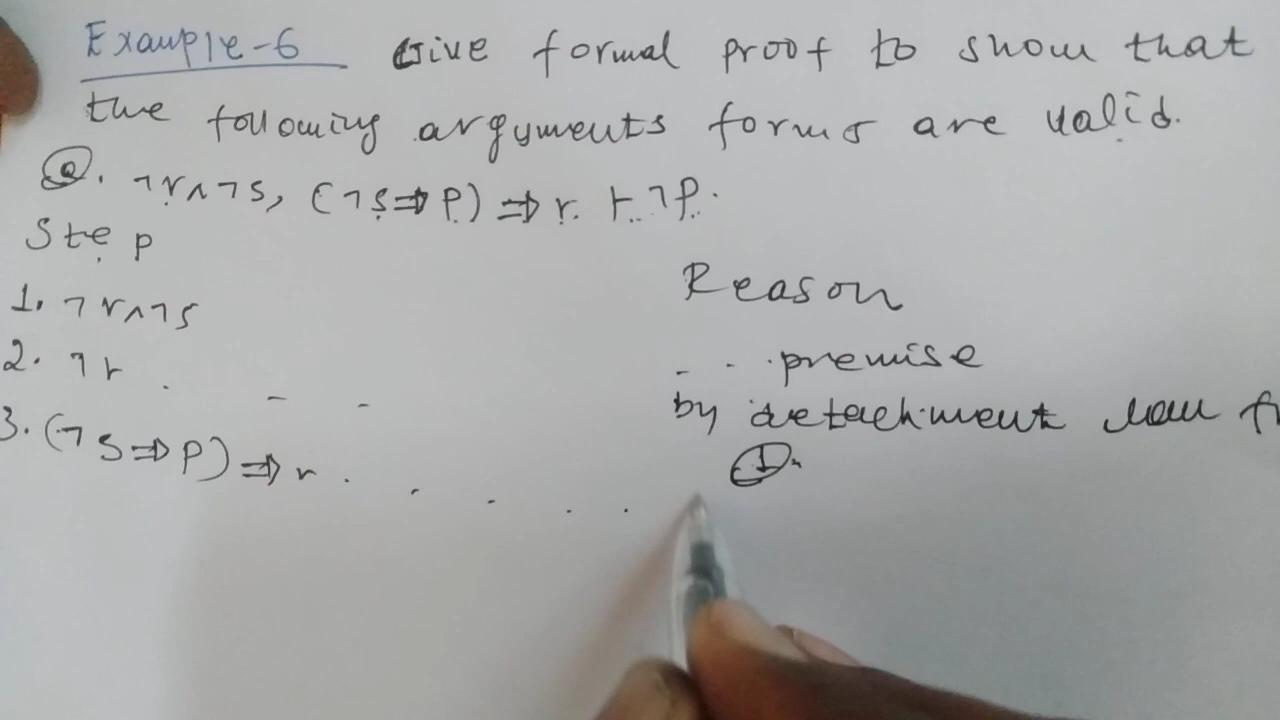 Example-6 Give formal proof to show that
the following arguments forms are valid.
ⓐ. ¬r∧¬s, (¬s⇒p)⇒r. ⊢ ¬p.
Step
Reason
1. ¬r∧¬s
. . . premise
2. ¬r . - -
by detachment law
①.
3. (¬s⇒p)⇒r . . . . .